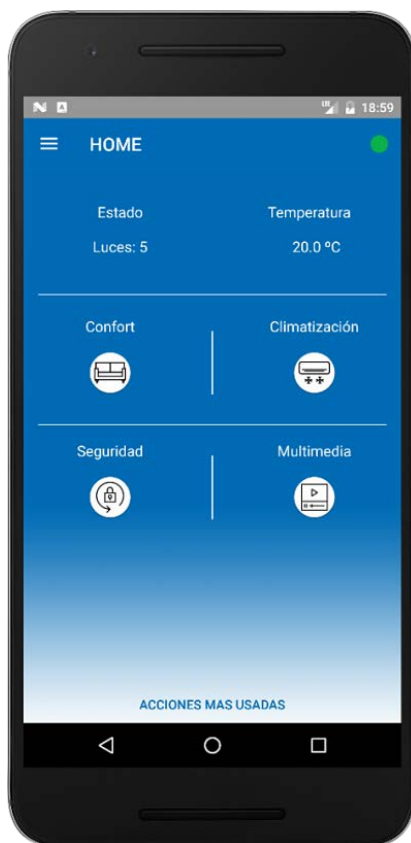 18:59
HOME
Estado Temperatura
Luces: 5 20.0 ºC
Confort Climatización
Seguridad Multimedia
ACCIONES MAS USADAS